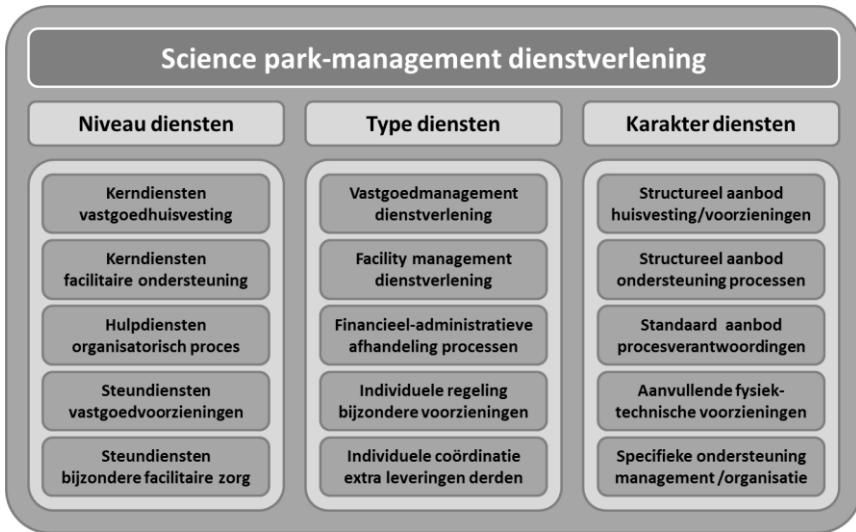 Science park-management dienstverlening
Niveau diensten
Kerndiensten
vastgoedhuisvesting
Kerndiensten
facilitaire ondersteuning
Hulpdiensten
organisatorisch proces
Steundiensten
vastgoedvoorzieningen
Steundiensten
bijzondere facilitaire zorg
Type diensten
Vastgoedmanagement
dienstverlening
Facility management
dienstverlening
Financieel-administratieve
afhandeling processen
Individuele regeling
bijzondere voorzieningen
Individuele coördinatie
extra leveringen derden
Karakter diensten
Structureel aanbod
huisvesting/voorzieningen
Structureel aanbod
ondersteuning processen
Standaard aanbod
procesverantwoordingen
Aanvullende fysiek-
technische voorzieningen
Specifieke ondersteuning
management /organisatie